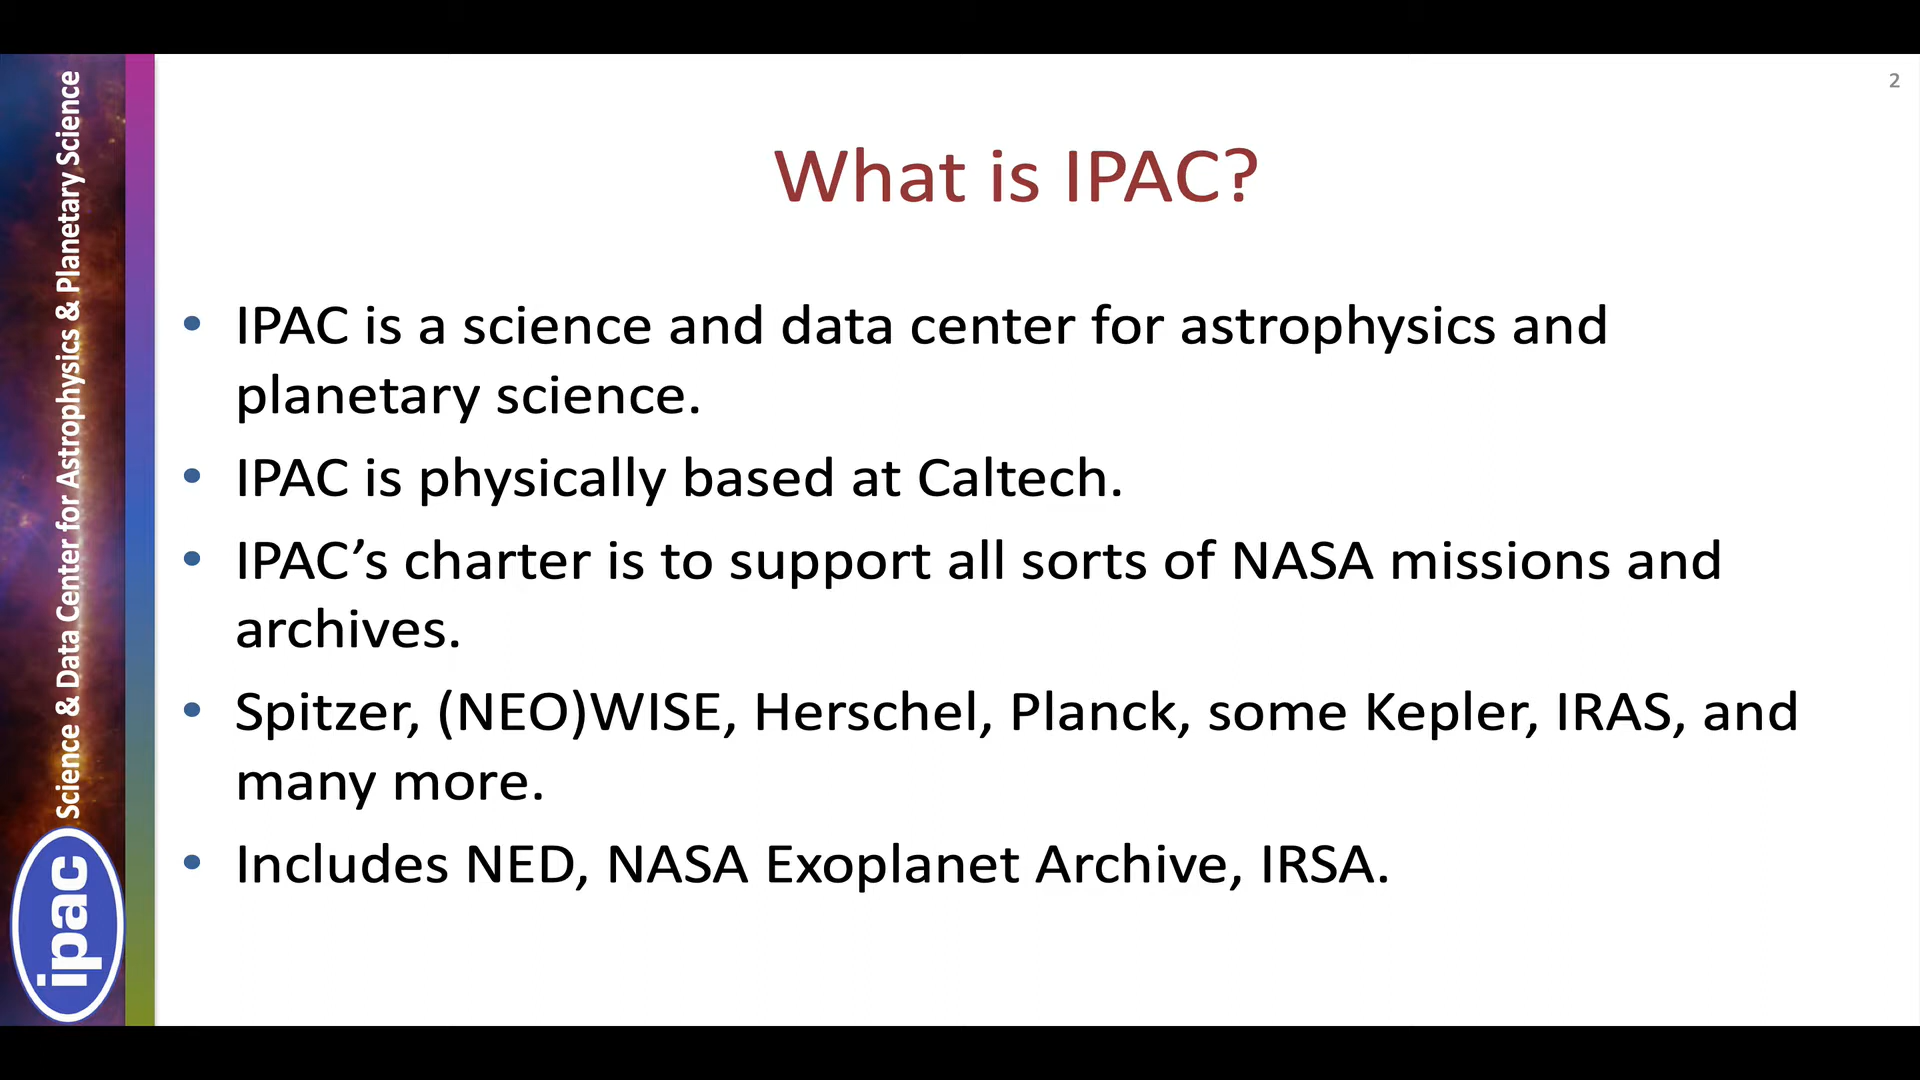 2
What is IPAC?
• IPAC is a science and data center for astrophysics and
planetary science.
• IPAC is physically based at Caltech.
• IPAC’s charter is to support all sorts of NASA missions and
archives.
• Spitzer, (NEO)WISE, Herschel, Planck, some Kepler, IRAS, and
many more.
• Includes NED, NASA Exoplanet Archive, IRSA.
ipac
Science & Data Center for Astrophysics & Planetary Science